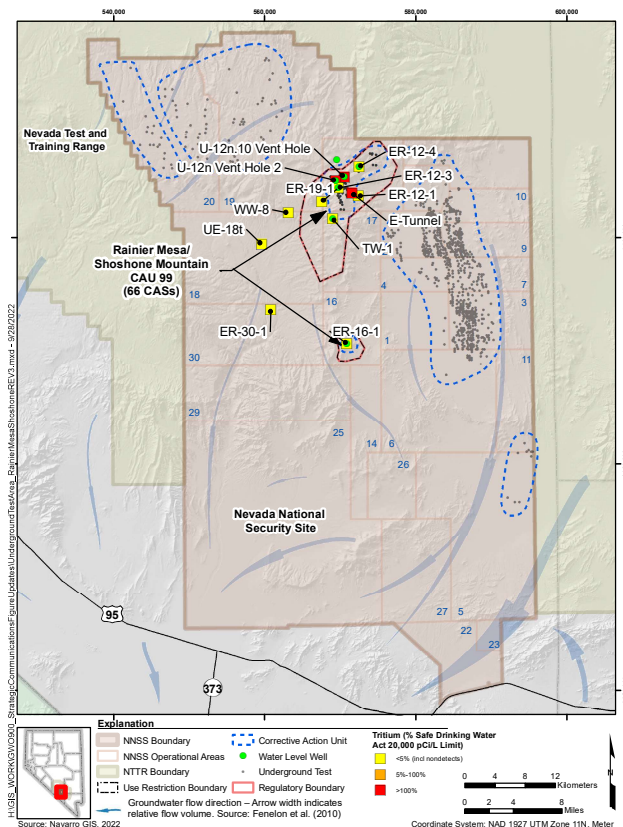 540,000 560,000 580,000 600,000
Nevada Test and
Training Range
U-12n.10 Vent Hole
U-12n Vent Hole 2
ER-12-4
ER-12-3
ER-19-1
ER-12-1
20 19
WW-8
17
E-Tunnel
10
UE-18t
TW-1
9
Rainier Mesa/
Shoshone Mountain
CAU 99
(66 CASs)
18
16
4
7
3
ER-30-1
ER-16-1
1
30
11
29
25
14 6
26
Nevada National
Security Site
95
27 5
22
23
373
H:\GIS_WORK\GWO900_StrategicCommunicationsFigureUpdates\UndergroundTestArea_RainierMesaShoshoneREV3.mxd - 9/28/2022
Explanation
NNSS Boundary
NNSS Operational Areas
NTTR Boundary
Use Restriction Boundary
Corrective Action Unit
Water Level Well
Underground Test
Regulatory Boundary
Groundwater flow direction – Arrow width indicates
relative flow volume. Source: Fenelon et al. (2010)
Tritium (% Safe Drinking Water
Act 20,000 pCi/L Limit)
<5% (incl nondetects)
5%-100%
>100%
0 4 8 12
Kilometers
0 2 4 8
Miles
N
Source: Navarro GIS, 2022
Coordinate System: NAD 1927 UTM Zone 11N, Meter